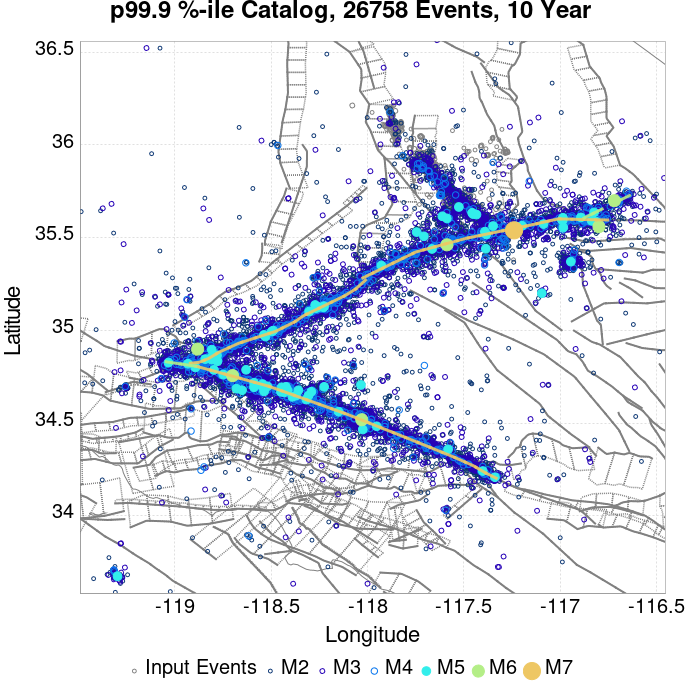 p99.9 %-ile Catalog, 26758 Events, 10 Year
36.5
36
35.5
35
34.5
34
Latitude
-119 -118.5 -118 -117.5 -117 -116.5
Longitude
Input Events M2 M3 M4 M5 M6 M7